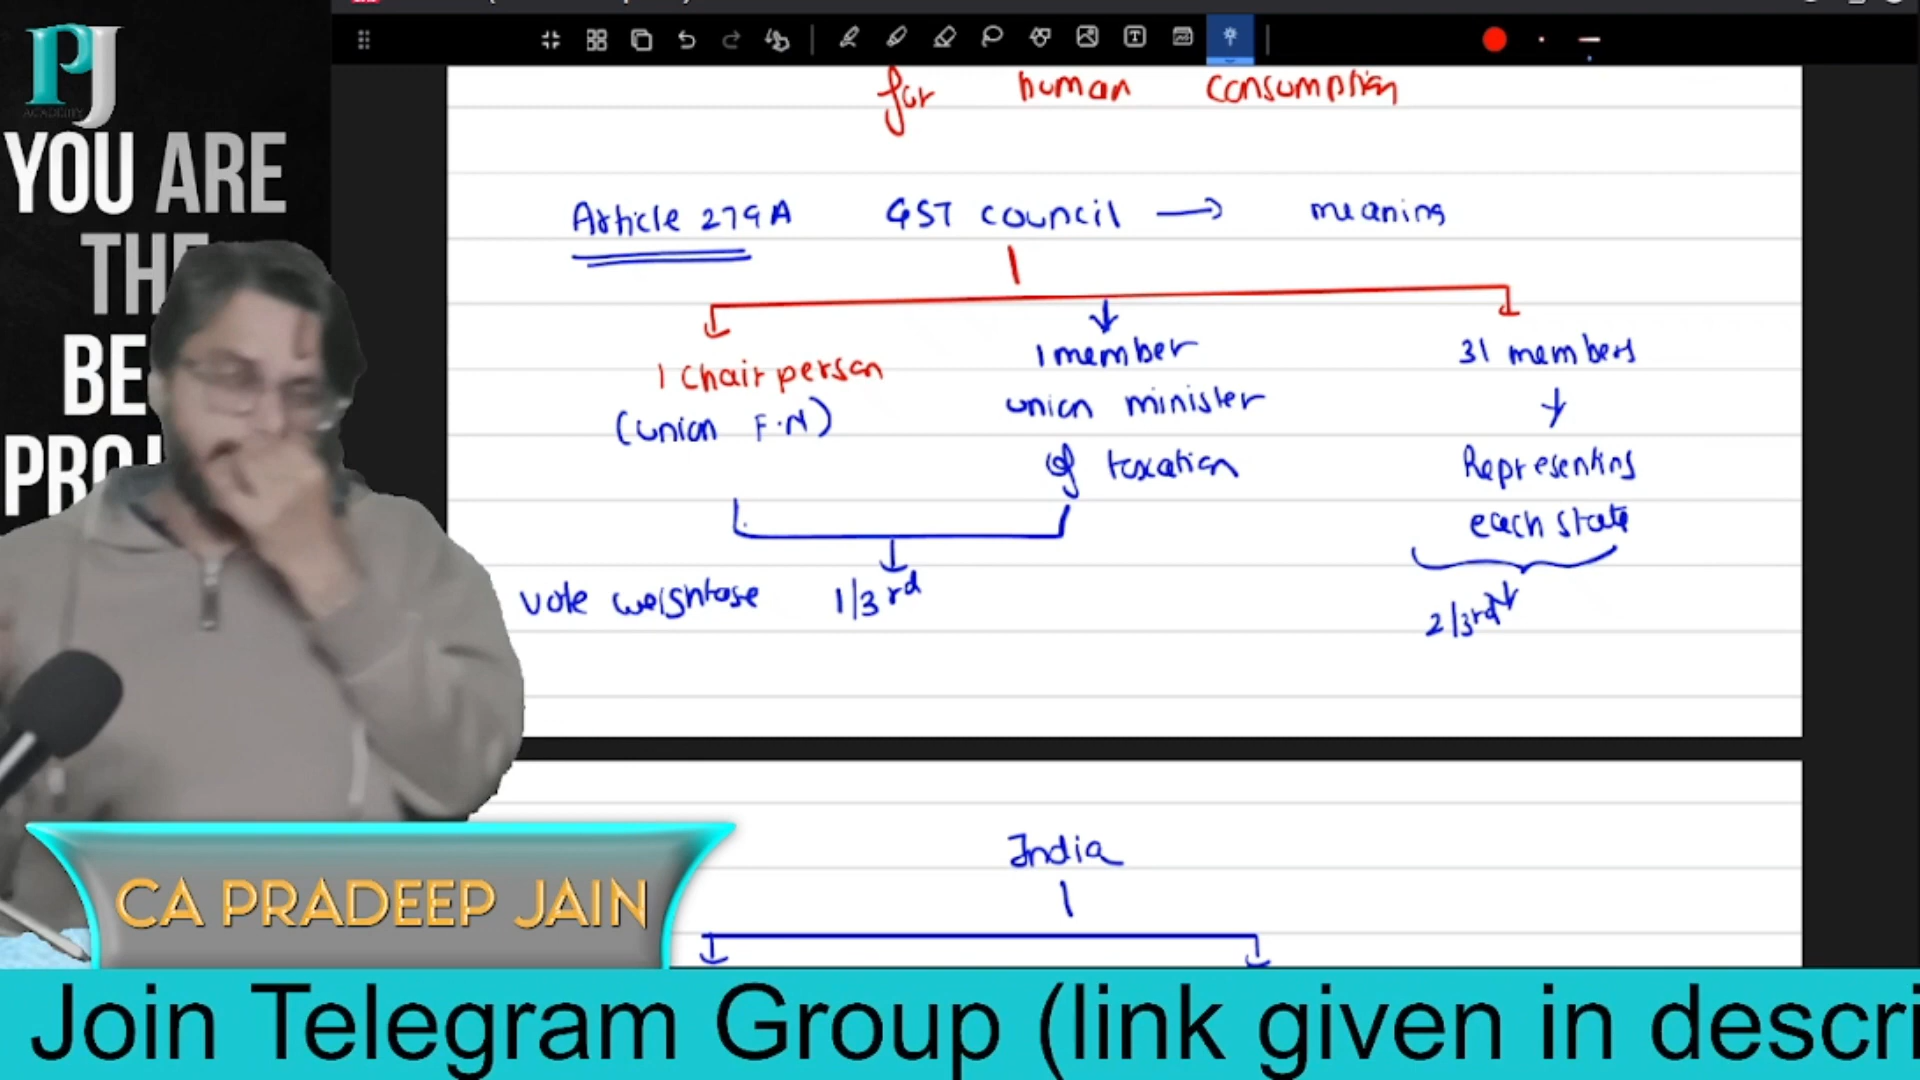 PJ
ACADEMY
YOU ARE
THE
BE
PRO
for human consumption
Article 279A GST council → meaning
1 Chairperson
(union F.M)
1 member
union minister
of taxation
31 members
Representing
each state
vote weightage 1/3rd
2/3rd
India
CA PRADEEP JAIN
Join Telegram Group (link given in descri